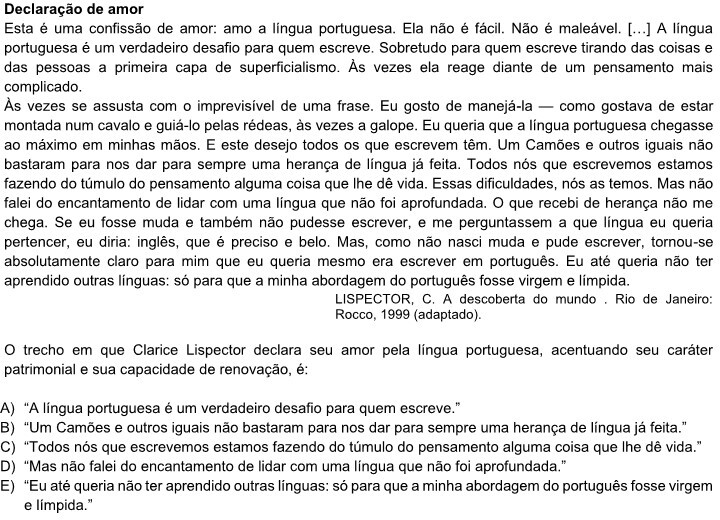 Declaração de amor
Esta é uma confissão de amor: amo a língua portuguesa. Ela não é fácil. Não é maleável. [...] A língua
portuguesa é um verdadeiro desafio para quem escreve. Sobretudo para quem escreve tirando das coisas e
das pessoas a primeira capa de superficialismo. Às vezes ela reage diante de um pensamento mais
complicado.
Às vezes se assusta com o imprevisível de uma frase. Eu gosto de manejá-la — como gostava de estar
montada num cavalo e guiá-lo pelas rédeas, às vezes a galope. Eu queria que a língua portuguesa chegasse
ao máximo em minhas mãos. E este desejo todos os que escrevem têm. Um Camões e outros iguais não
bastaram para nos dar para sempre uma herança de língua já feita. Todos nós que escrevemos estamos
fazendo do túmulo do pensamento alguma coisa que lhe dê vida. Essas dificuldades, nós as temos. Mas não
falei do encantamento de lidar com uma língua que não foi aprofundada. O que recebi de herança não me
chega. Se eu fosse muda e também não pudesse escrever, e me perguntassem a que língua eu queria
pertencer, eu diria: inglês, que é preciso e belo. Mas, como não nasci muda e pude escrever, tornou-se
absolutamente claro para mim que eu queria mesmo era escrever em português. Eu até queria não ter
aprendido outras línguas: só para que a minha abordagem do português fosse virgem e límpida.
LISPECTOR, C. A descoberta do mundo . Rio de Janeiro:
Rocco, 1999 (adaptado).
O trecho em que Clarice Lispector declara seu amor pela língua portuguesa, acentuando seu caráter
patrimonial e sua capacidade de renovação, é:
A) “A língua portuguesa é um verdadeiro desafio para quem escreve.”
B) “Um Camões e outros iguais não bastaram para nos dar para sempre uma herança de língua já feita.”
C) “Todos nós que escrevemos estamos fazendo do túmulo do pensamento alguma coisa que lhe dê vida.”
D) “Mas não falei do encantamento de lidar com uma língua que não foi aprofundada.”
E) “Eu até queria não ter aprendido outras línguas: só para que a minha abordagem do português fosse virgem
e límpida.”